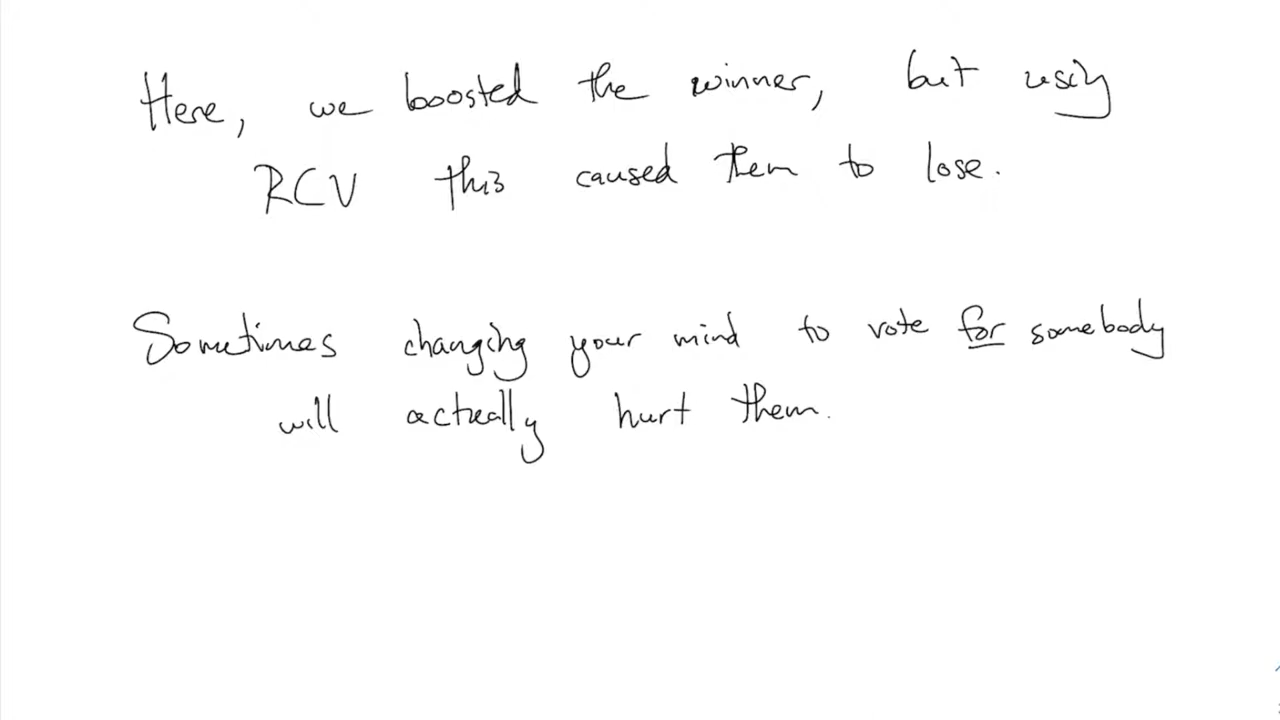 Here, we boosted the winner, but using
RCV this caused them to lose.
Sometimes changing your mind to vote for somebody
will actually hurt them.